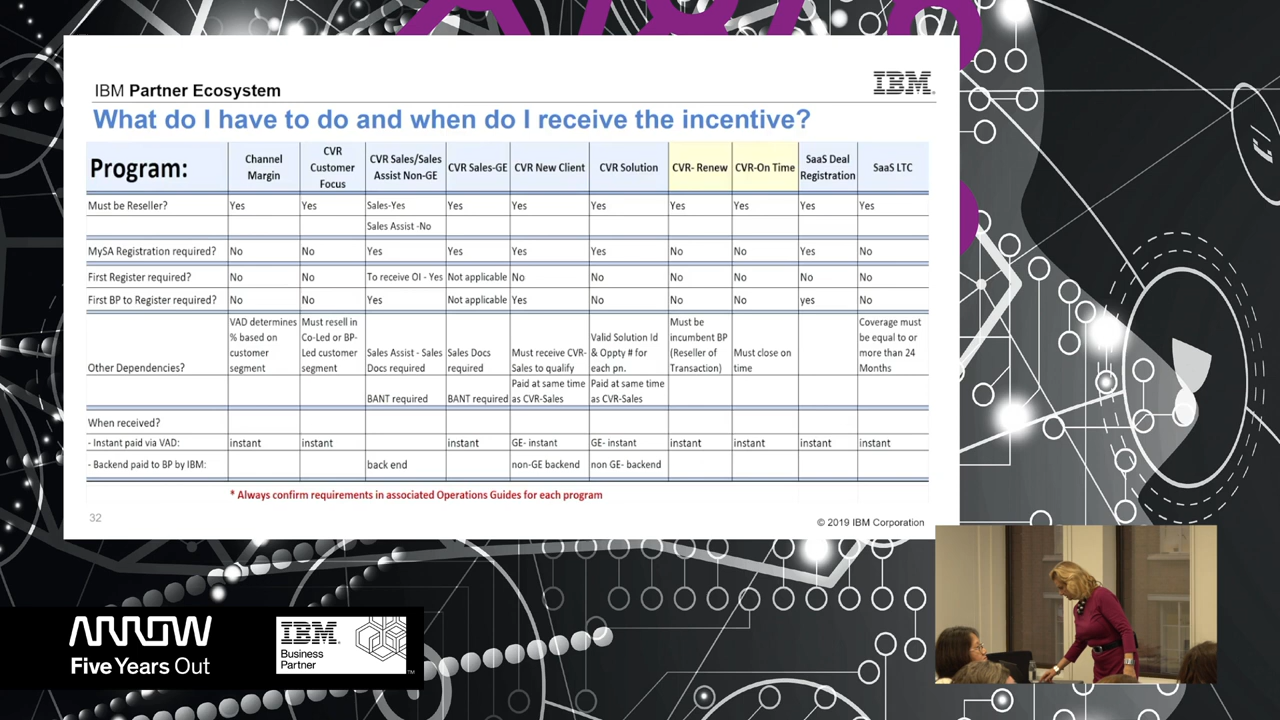 IBM Partner Ecosystem
IBM
What do I have to do and when do I receive the incentive?
Program: Channel Margin CVR Customer Focus CVR Sales/Sales Assist Non-GE CVR Sales-GE CVR New Client CVR Solution CVR- Renew CVR-On Time SaaS Deal Registration SaaS LTC
Must be Reseller? Yes Yes Sales-Yes Yes Yes Yes Yes Yes Yes Yes
Sales Assist -No
MySA Registration required? No No Yes Yes Yes Yes No No Yes No
First Register required? No No To receive OI - Yes Not applicable No No No No No No
First BP to Register required? No No Yes Not applicable Yes No No No yes No
Other Dependencies? VAD determines % based on customer segment Must resell in Co-Led or BP-Led customer segment Sales Assist - Sales Docs required Sales Docs required Must receive CVR-Sales to qualify Valid Solution Id & Oppty # for each pn. Must be incumbent BP (Reseller of Transaction) Must close on time Coverage must be equal to or more than 24 Months
BANT required BANT required Paid at same time as CVR-Sales Paid at same time as CVR-Sales
When received?
- Instant paid via VAD: instant instant instant GE- instant GE- instant instant instant instant instant
- Backend paid to BP by IBM: back end non-GE backend non GE- backend
* Always confirm requirements in associated Operations Guides for each program
32
© 2019 IBM Corporation
ARROW
Five Years Out
IBM
Business
Partner
TM